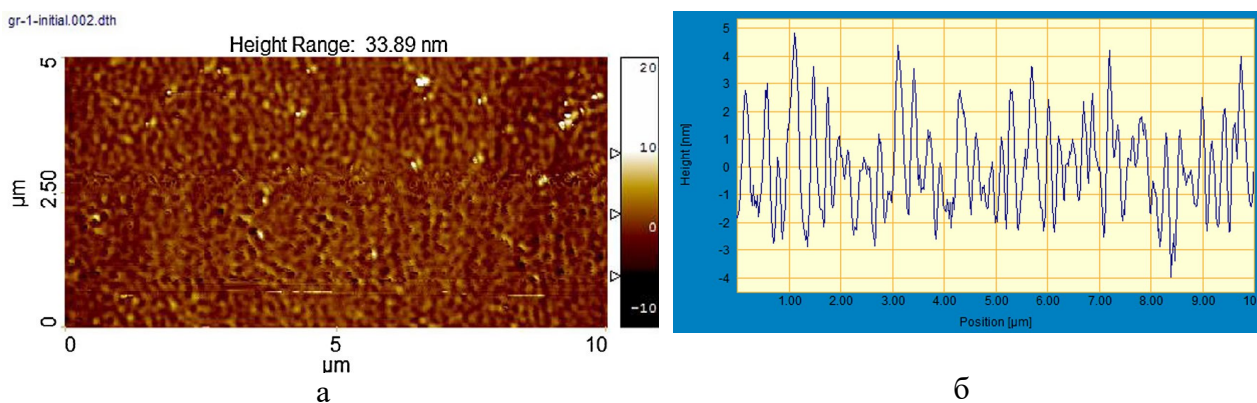 gr-1-initial.002.dth
Height Range: 33.89 nm
5
2.50
0
µm
0
5
10
µm
20
10
0
−10
а
5
4
3
2
1
0
-1
-2
-3
-4
Height [nm]
1.00 2.00 3.00 4.00 5.00 6.00 7.00 8.00 9.00 10
Position [µm]
б